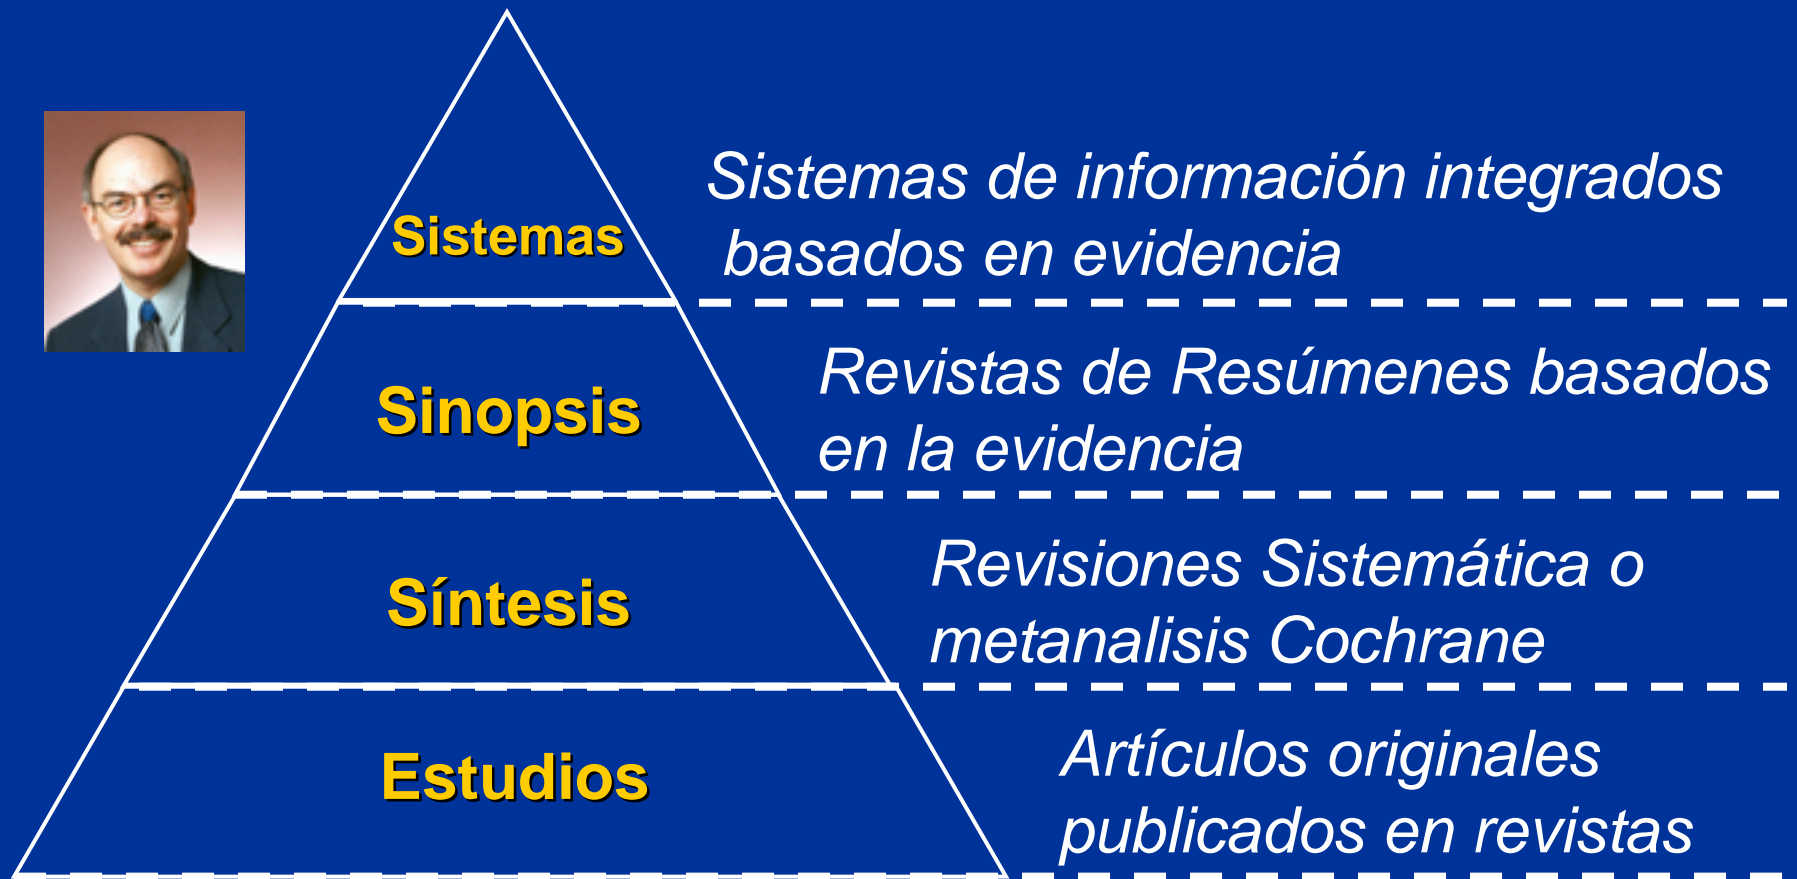 Sistemas
Sistemas de información integrados
basados en evidencia
Sinopsis
Revistas de Resúmenes basados
en la evidencia
Síntesis
Revisiones Sistemática o
metanalisis Cochrane
Estudios
Artículos originales
publicados en revistas